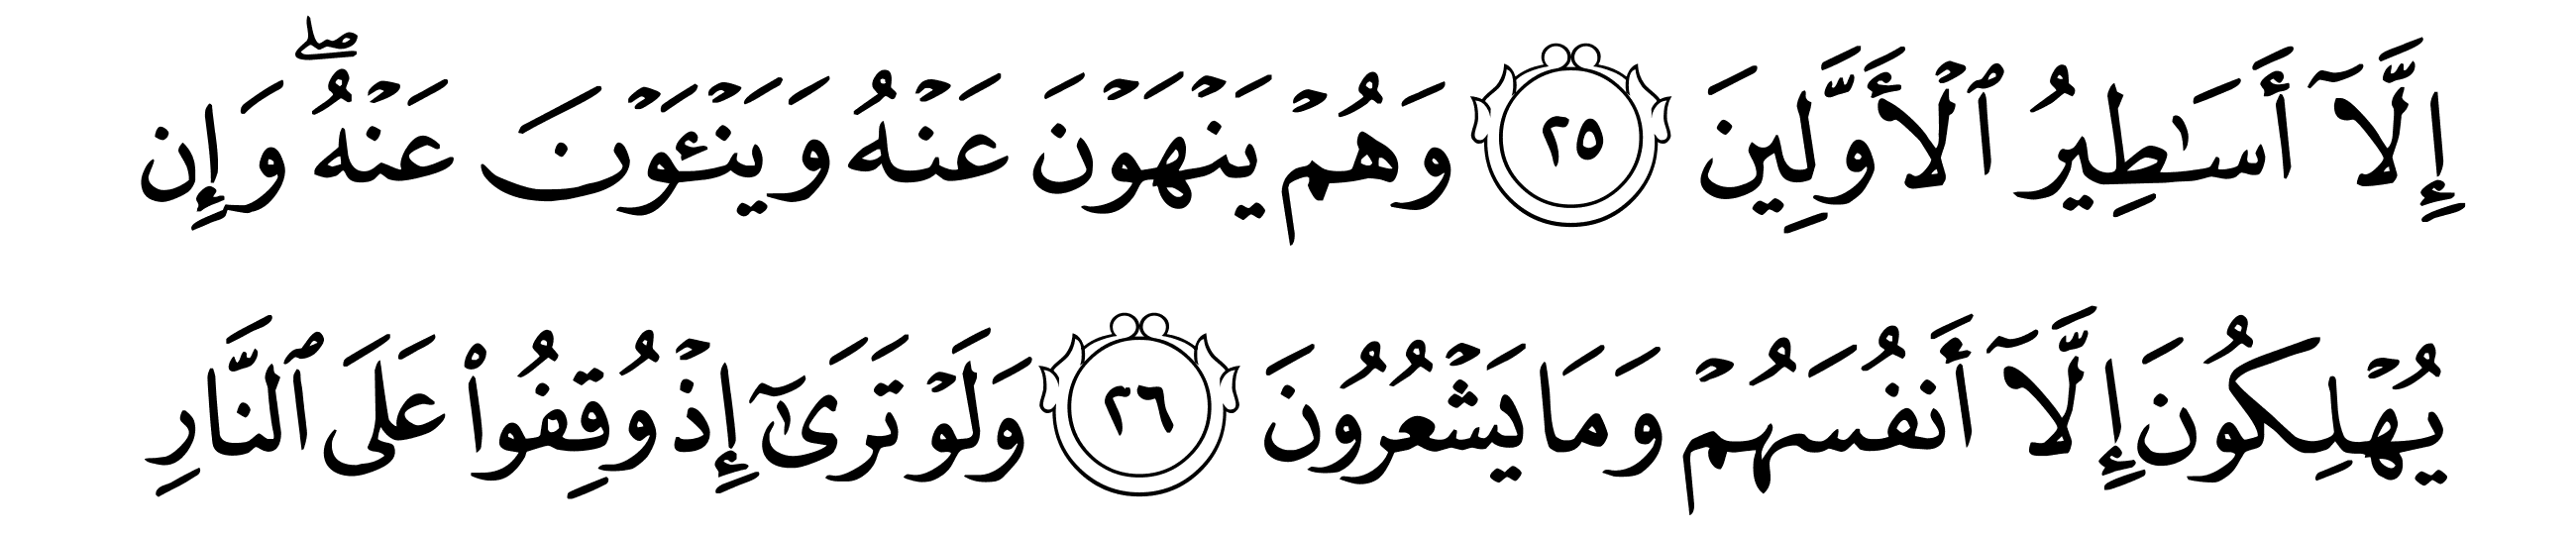 إِلَّآ أَسَٰطِيرُ ٱلۡأَوَّلِينَ ٢٥ وَهُمۡ يَنۡهَوۡنَ عَنۡهُ وَيَنۡـَٔوۡنَ عَنۡهُۖ وَإِن
يُهۡلِكُونَ إِلَّآ أَنفُسَهُمۡ وَمَا يَشۡعُرُونَ ٢٦ وَلَوۡ تَرَىٰٓ إِذۡ وُقِفُواْ عَلَى ٱلنَّارِ